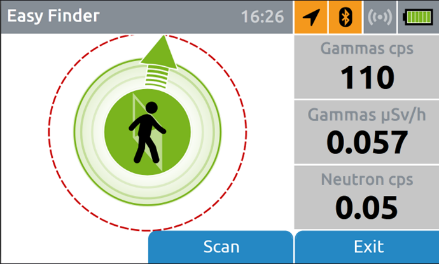 Easy Finder
16:26
Gammas cps
110
Gammas µSv/h
0.057
Neutron cps
0.05
Scan
Exit